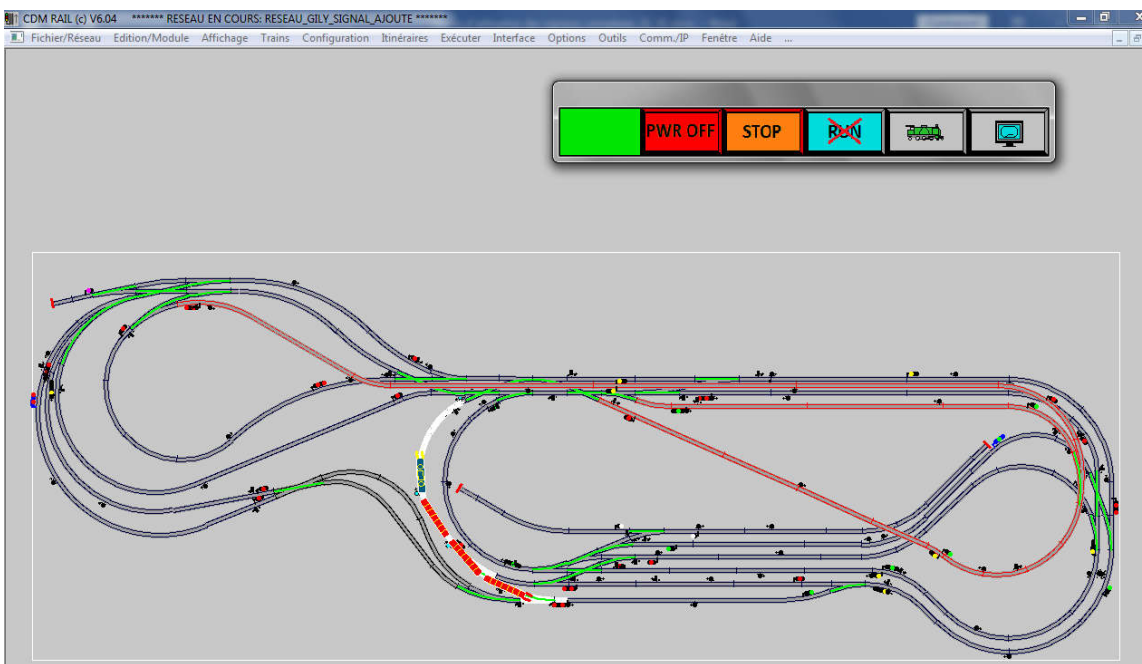 CDM RAIL (c) V6.04 ******* RESEAU EN COURS: RESEAU_GILY_SIGNAL_AJOUTE *******
Fichier/Réseau Edition/Module Affichage Trains Configuration Itinéraires Exécuter Interface Options Outils Comm./IP Fenêtre Aide ...
PWR OFF STOP RUN